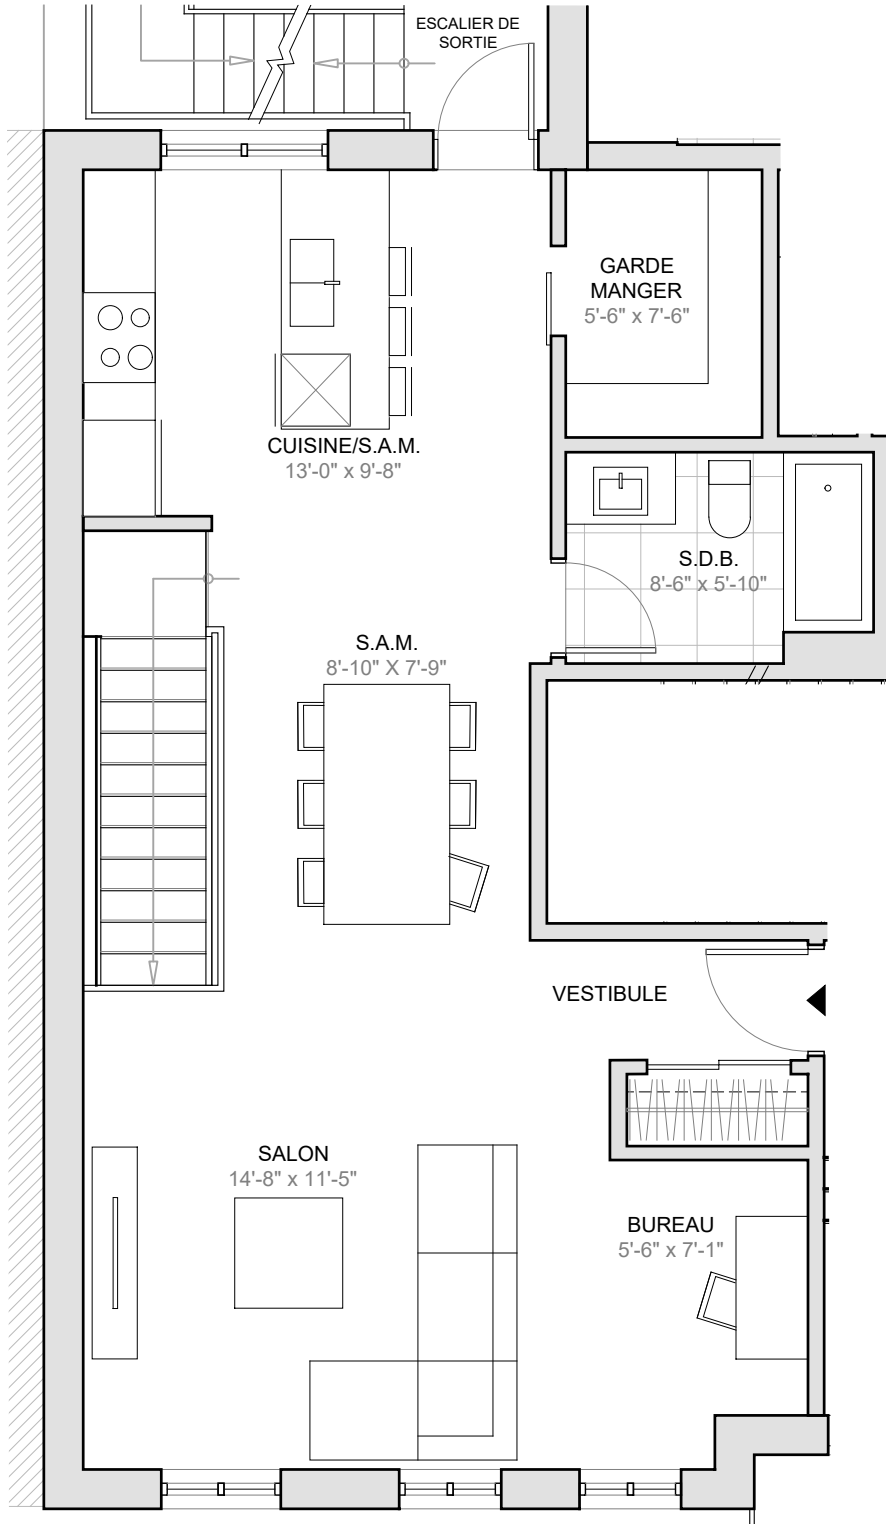 ESCALIER DE
SORTIE
GARDE
MANGER
5'-6" x 7'-6"
CUISINE/S.A.M.
13'-0" x 9'-8"
S.D.B.
8'-6" x 5'-10"
S.A.M.
8'-10" X 7'-9"
VESTIBULE
SALON
14'-8" x 11'-5"
BUREAU
5'-6" x 7'-1"